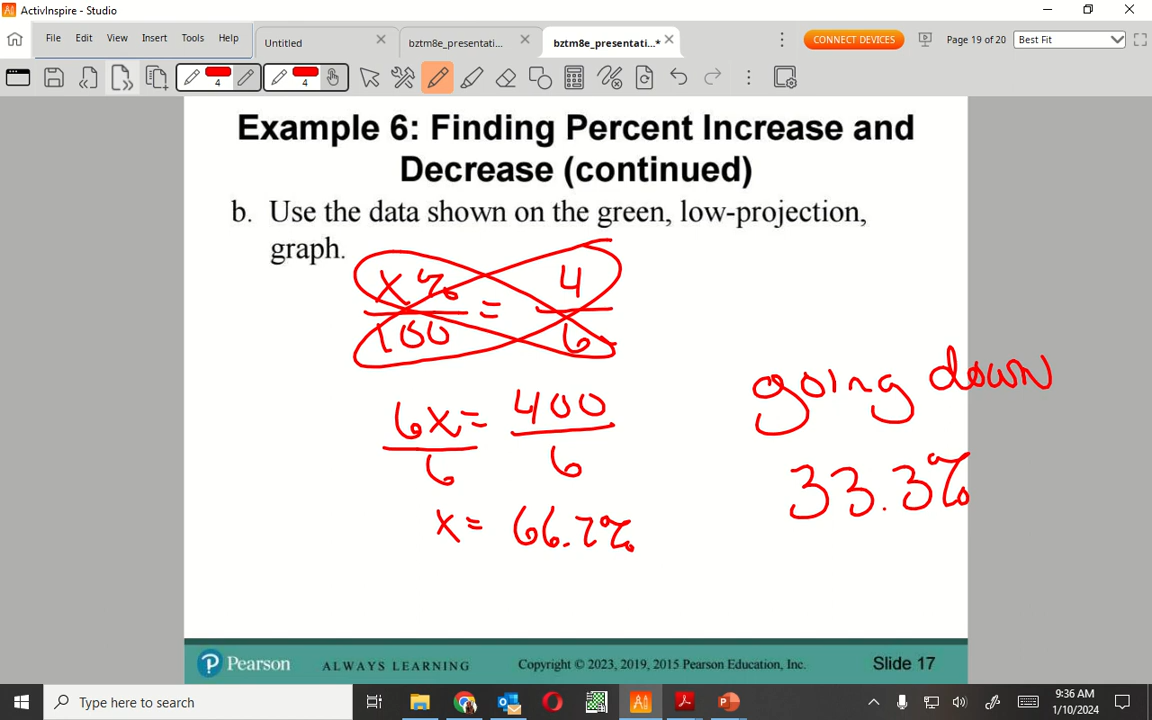 ActivInspire - Studio
File Edit View Insert Tools Help
Untitled
bztm8e_presentati...
bztm8e_presentati...*
CONNECT DEVICES
Page 19 of 20
Best Fit
4
4
Example 6: Finding Percent Increase and
Decrease (continued)
b. Use the data shown on the green, low-projection,
graph.
x% = 4
100 6
6x = 400
6 6
x = 66.7%
going down
33.3%
Pearson
ALWAYS LEARNING
Copyright © 2023, 2019, 2015 Pearson Education, Inc.
Slide 17
Type here to search
9:36 AM
1/10/2024